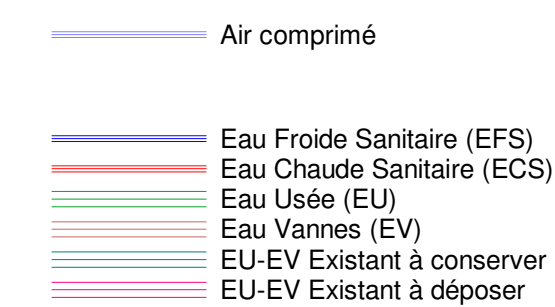 Air comprimé
Eau Froide Sanitaire (EFS)
Eau Chaude Sanitaire (ECS)
Eau Usée (EU)
Eau Vannes (EV)
EU-EV Existant à conserver
EU-EV Existant à déposer